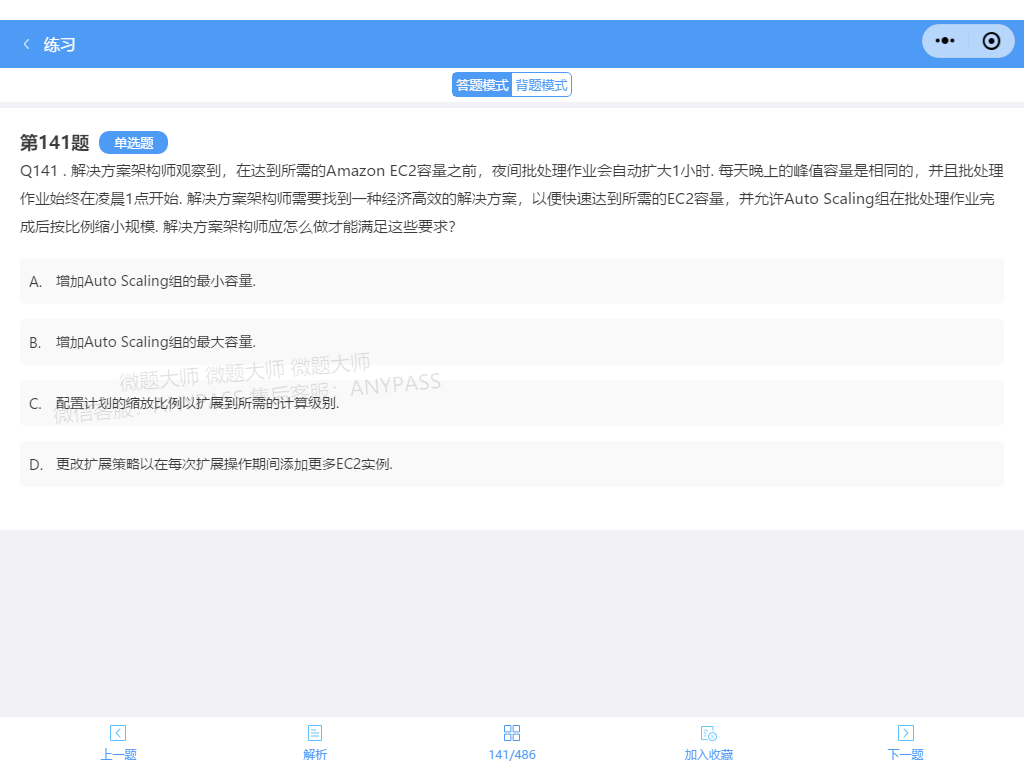 练习
答题模式 背题模式
第141题 单选题
Q141 . 解决方案架构师观察到，在达到所需的Amazon EC2容量之前，夜间批处理作业会自动扩大1小时. 每天晚上的峰值容量是相同的，并且批处理
作业始终在凌晨1点开始. 解决方案架构师需要找到一种经济高效的解决方案，以便快速达到所需的EC2容量，并允许Auto Scaling组在批处理作业完
成后按比例缩小规模. 解决方案架构师应怎么做才能满足这些要求?
A. 增加Auto Scaling组的最小容量.
B. 增加Auto Scaling组的最大容量.
微题大师 微题大师 微题大师
微信客服: ANYPASS 售后客服: ANYPASS
C. 配置计划的缩放比例以扩展到所需的计算级别.
D. 更改扩展策略以在每次扩展操作期间添加更多EC2实例.
上一题 解析 141/486 加入收藏 下一题